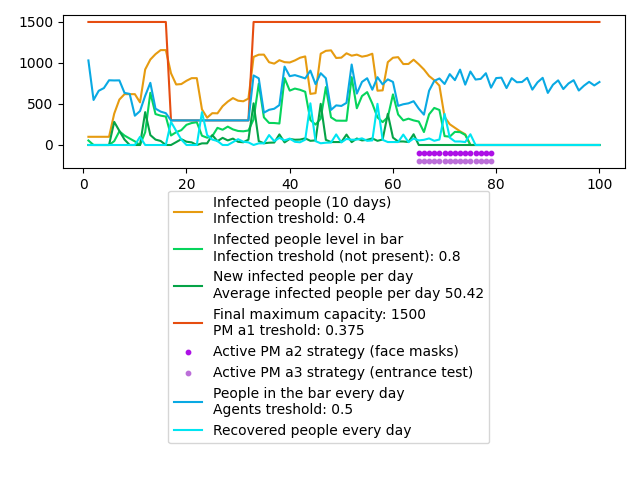 1500
1000
500
0
0
20
40
60
80
100
Infected people (10 days)
Infection treshold: 0.4
Infected people level in bar
Infection treshold (not present): 0.8
New infected people per day
Average infected people per day 50.42
Final maximum capacity: 1500
PM a1 treshold: 0.375
Active PM a2 strategy (face masks)
Active PM a3 strategy (entrance test)
People in the bar every day
Agents treshold: 0.5
Recovered people every day